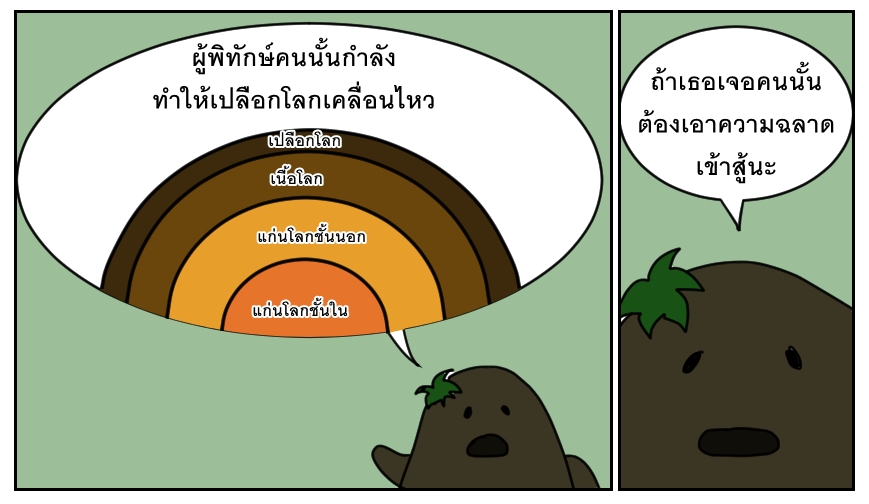 ผู้พิทักษ์คนนั้นกำลัง
ทำให้เปลือกโลกเคลื่อนไหว
เปลือกโลก
เนื้อโลก
แก่นโลกชั้นนอก
แก่นโลกชั้นใน
ถ้าเธอเจอคนนั้น
ต้องเอาความฉลาด
เข้าสู้นะ